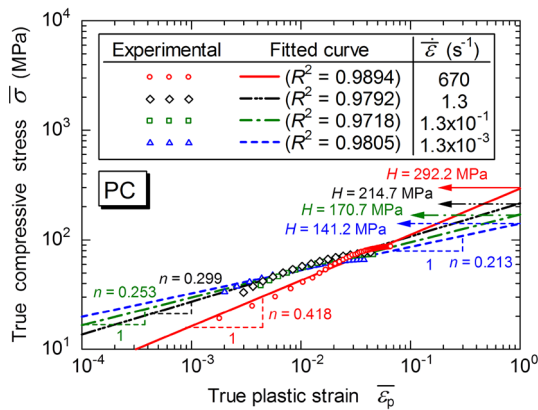 Experimental Fitted curve ε̇ (s⁻¹)
(R² = 0.9894) 670
(R² = 0.9792) 1.3
(R² = 0.9718) 1.3x10⁻¹
(R² = 0.9805) 1.3x10⁻³
PC
H = 292.2 MPa
H = 214.7 MPa
H = 170.7 MPa
H = 141.2 MPa
n = 0.253
n = 0.299
1
n = 0.213
1
1
n = 0.418
1
True compressive stress σ̅ (MPa)
10⁴
10³
10²
10¹
10⁻⁴ 10⁻³ 10⁻² 10⁻¹ 10⁰
True plastic strain ε̅p